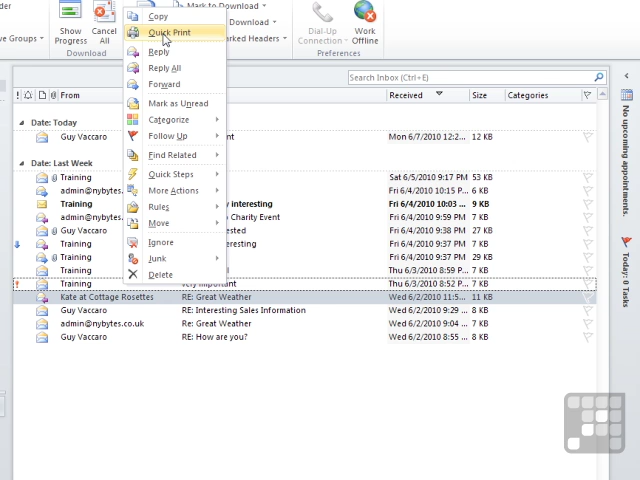 der
Mark to Download
Download
ve Groups
Show Progress
Cancel All
arked Headers
Download
Dial-Up Connection
Work Offline
Preferences
Copy
Quick Print
Reply
Reply All
Forward
Mark as Unread
Categorize
Follow Up
Find Related
Quick Steps
More Actions
Rules
Move
Ignore
Junk
Delete
Search Inbox (Ctrl+E)
! From Received Size Categories
Date: Today
Guy Vaccaro nt Mon 6/7/2010 12:2... 12 KB
Date: Last Week
Training Sat 6/5/2010 9:17 PM 53 KB
admin@nybytes. Fri 6/4/2010 10:15 P... 6 KB
Training y interesting Fri 6/4/2010 10:03 ... 9 KB
admin@nybytes. o Charity Event Fri 6/4/2010 9:59 PM 7 KB
Guy Vaccaro ested Fri 6/4/2010 9:38 PM 27 KB
Training eresting Fri 6/4/2010 9:37 PM 7 KB
Training Fri 6/4/2010 9:37 PM 29 KB
Training l Thu 6/3/2010 8:59 P... 7 KB
! Training Very important Thu 6/3/2010 8:52 P... 7 KB
Kate at Cottage Rosettes RE: Great Weather Wed 6/2/2010 11:5... 11 KB
Guy Vaccaro RE: Interesting Sales Information Wed 6/2/2010 9:29 ... 8 KB
admin@nybytes.co.uk RE: Great Weather Wed 6/2/2010 9:04 ... 7 KB
Guy Vaccaro RE: How are you? Wed 6/2/2010 8:55 ... 8 KB
No upcoming appointments.
Today: 0 Tasks